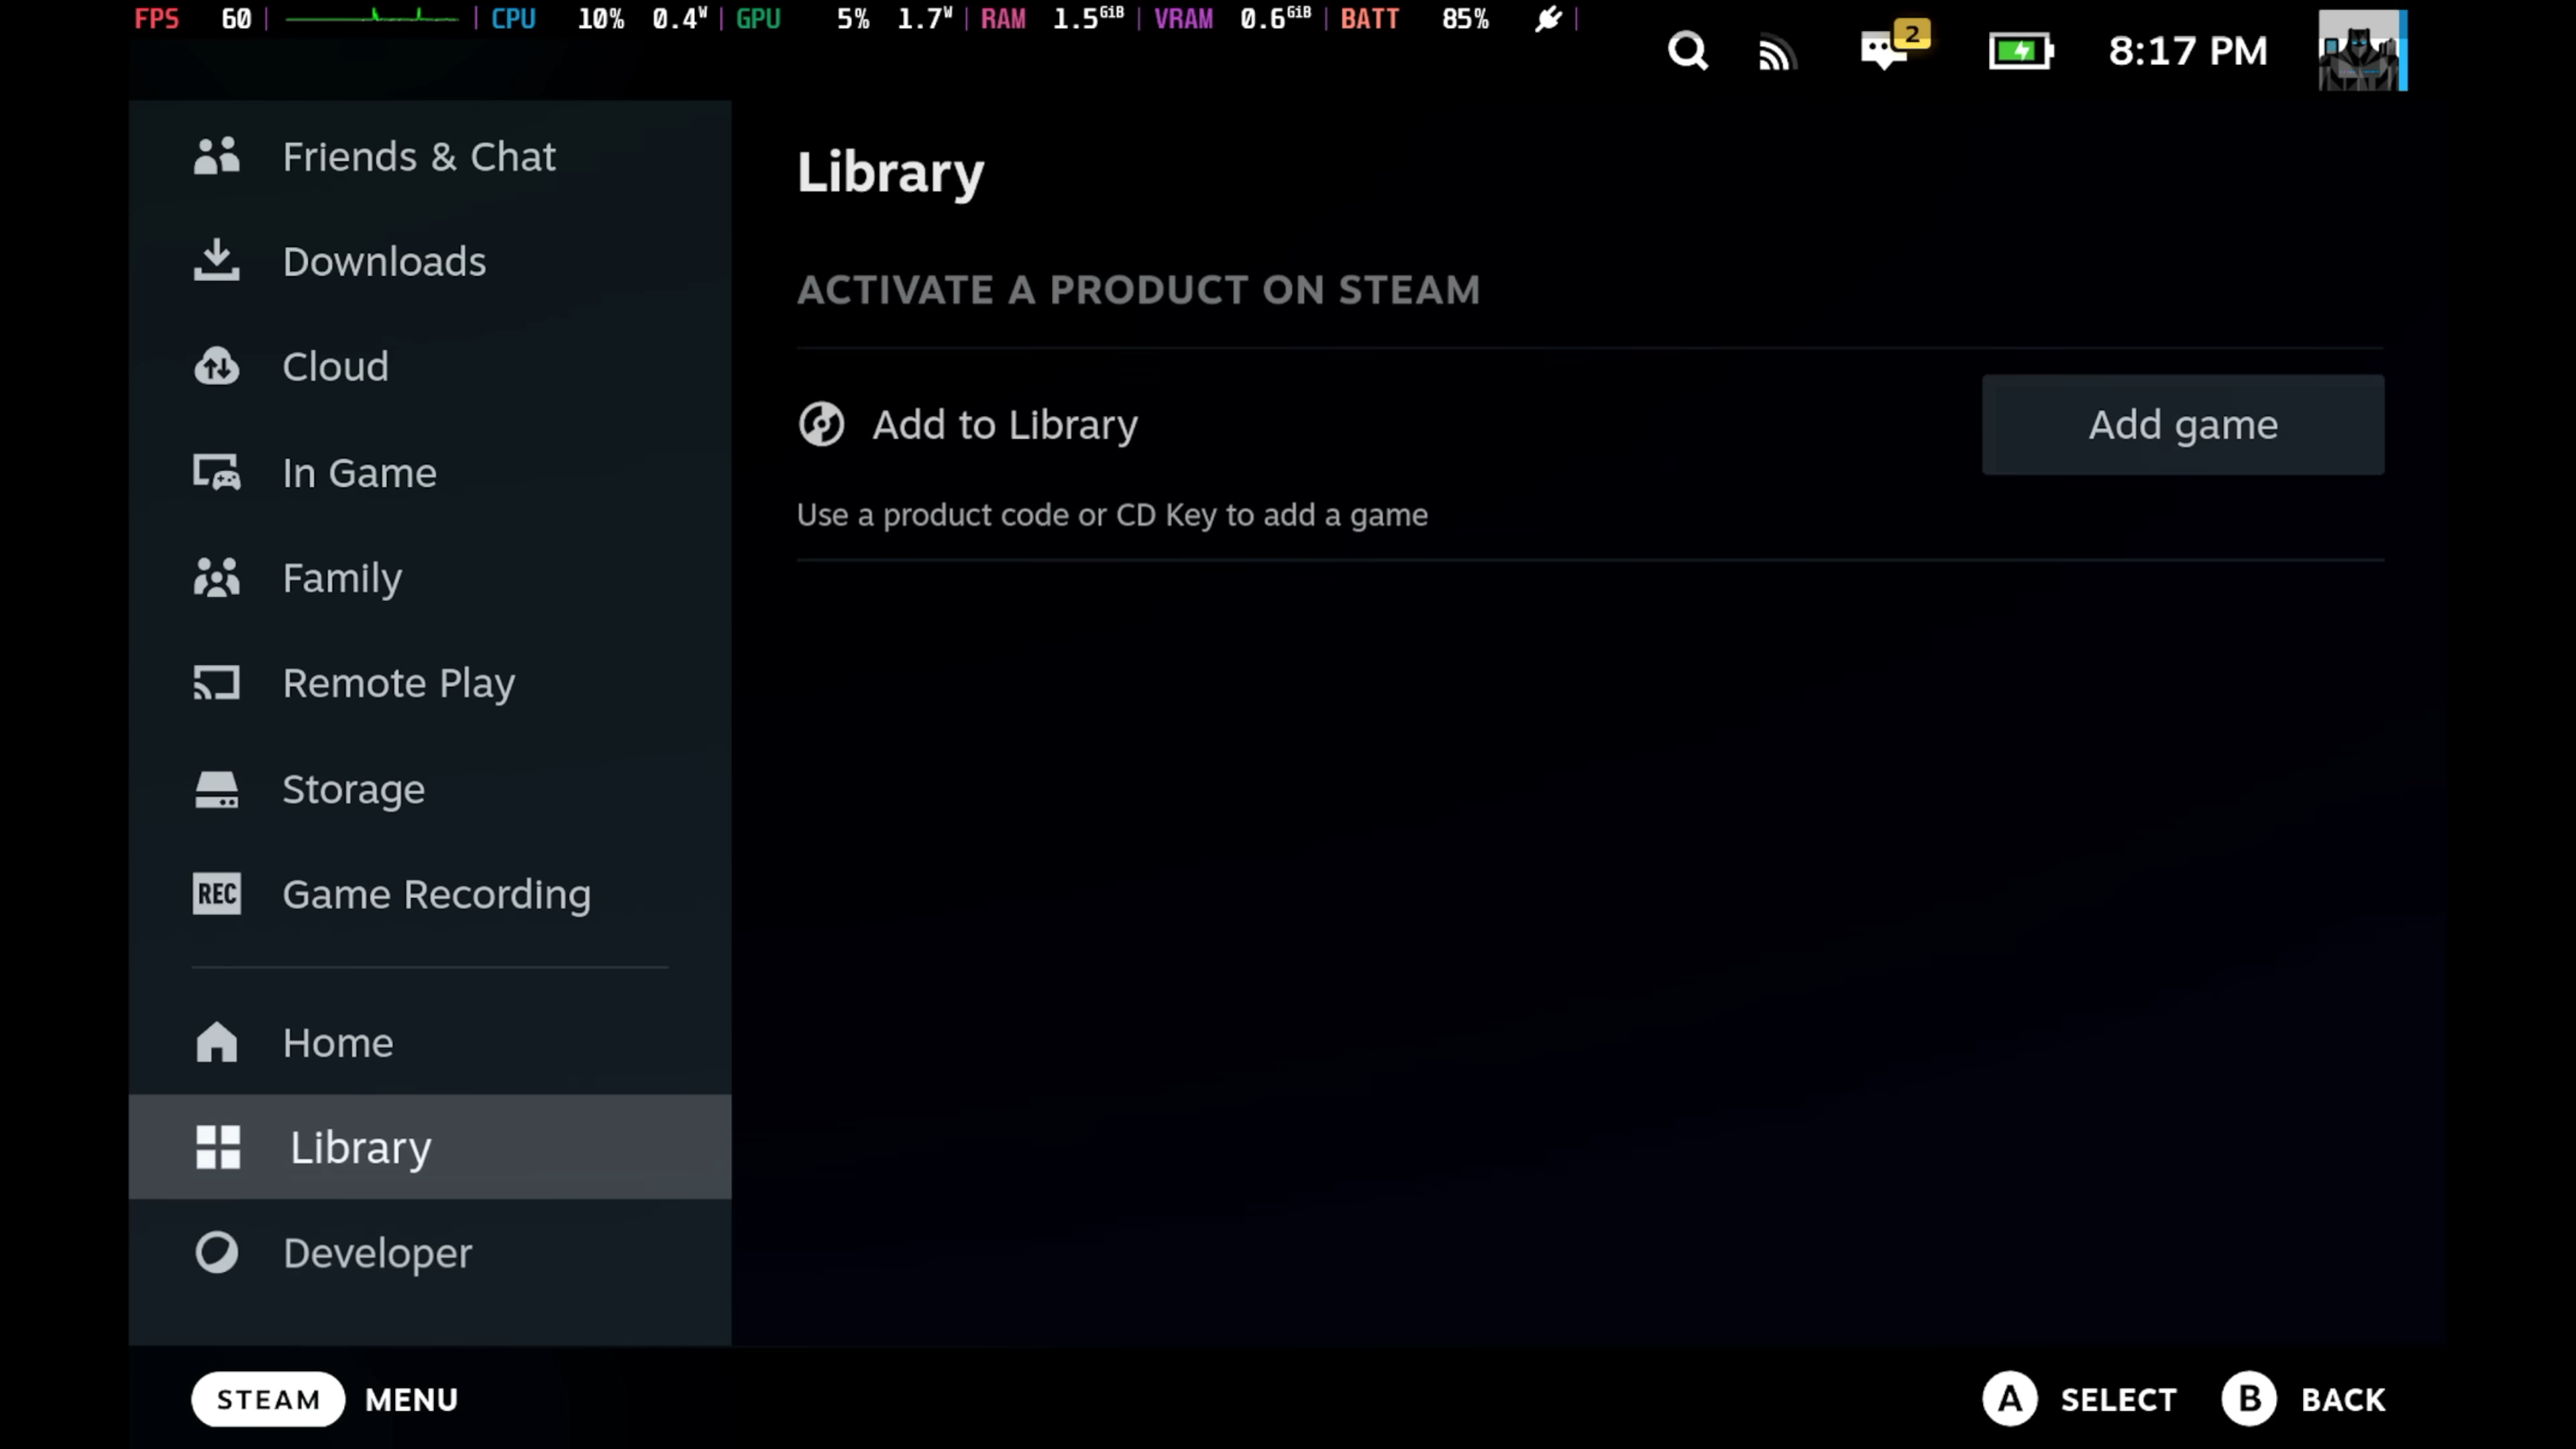 FPS 60 CPU 10% 0.4W GPU 5% 1.7W RAM 1.5GiB VRAM 0.6GiB BATT 85%
2
8:17 PM
Friends & Chat
Downloads
Cloud
In Game
Family
Remote Play
Storage
REC Game Recording
Home
Library
Developer
Library
ACTIVATE A PRODUCT ON STEAM
Add to Library
Add game
Use a product code or CD Key to add a game
STEAM MENU
A SELECT B BACK